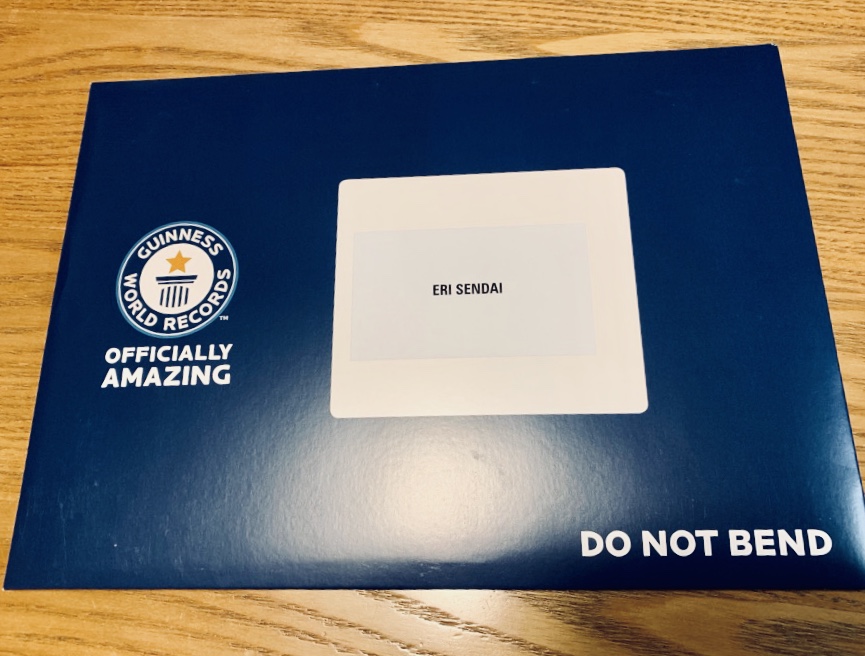 GUINNESS
WORLD RECORDS
TM
OFFICIALLY
AMAZING
ERI SENDAI
DO NOT BEND